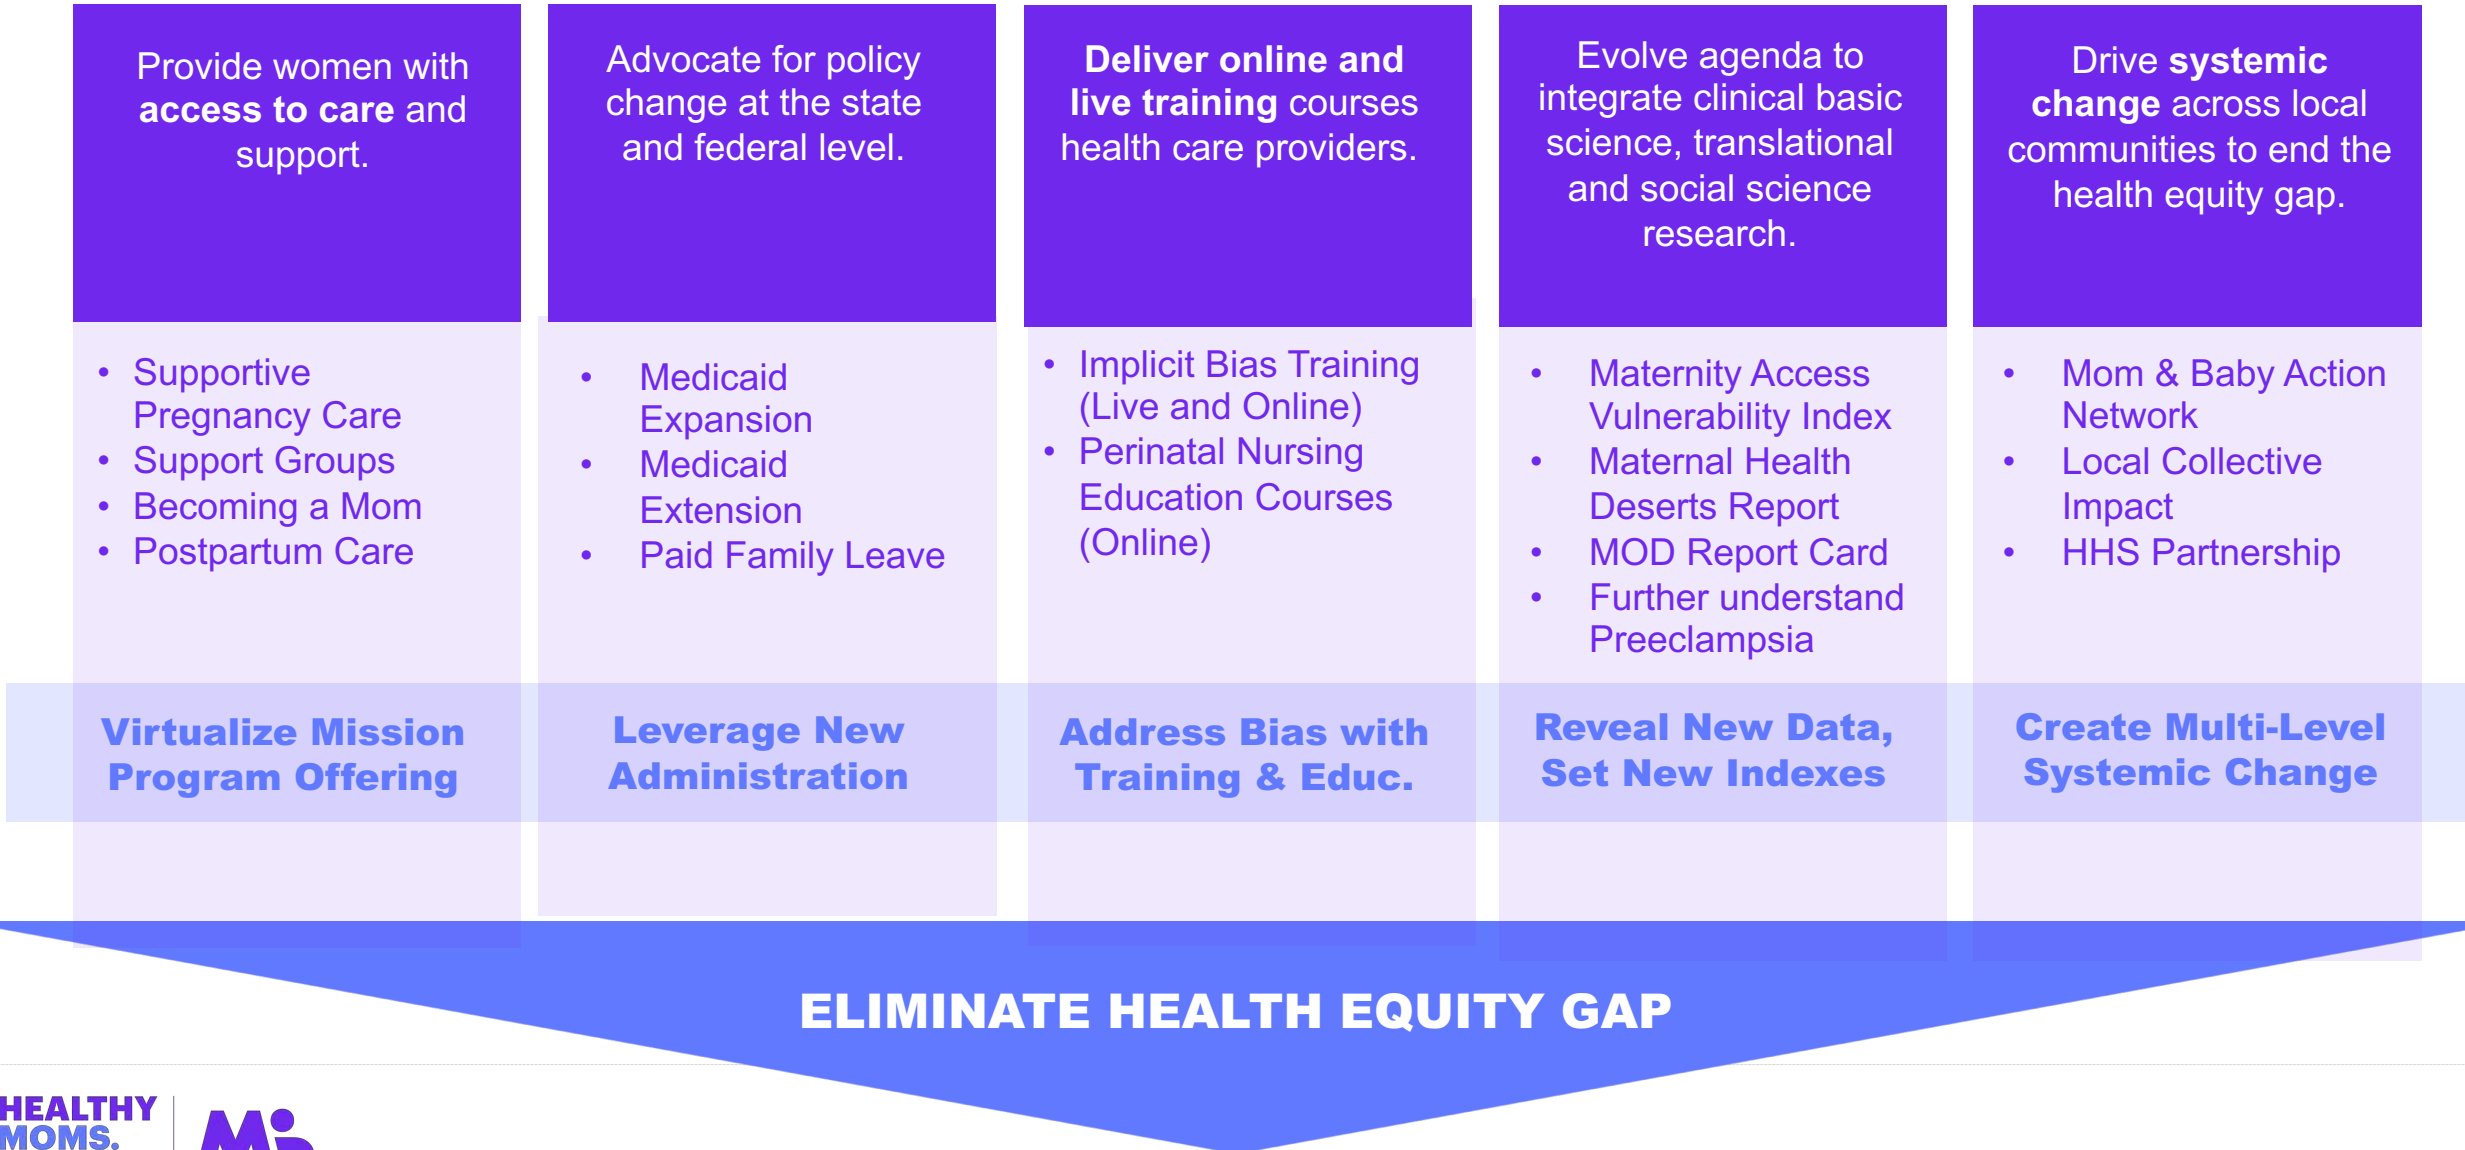 Provide women with
access to care and
support.
Advocate for policy
change at the state
and federal level.
Deliver online and
live training courses
health care providers.
Evolve agenda to
integrate clinical basic
science, translational
and social science
research.
Drive systemic
change across local
communities to end the
health equity gap.
• Supportive
Pregnancy Care
• Support Groups
• Becoming a Mom
• Postpartum Care
• Medicaid
Expansion
• Medicaid
Extension
• Paid Family Leave
• Implicit Bias Training
(Live and Online)
• Perinatal Nursing
Education Courses
(Online)
• Maternity Access
Vulnerability Index
• Maternal Health
Deserts Report
• MOD Report Card
• Further understand
Preeclampsia
• Mom & Baby Action
Network
• Local Collective
Impact
• HHS Partnership
Virtualize Mission
Program Offering
Leverage New
Administration
Address Bias with
Training & Educ.
Reveal New Data,
Set New Indexes
Create Multi-Level
Systemic Change
ELIMINATE HEALTH EQUITY GAP
HEALTHY
MOMS.